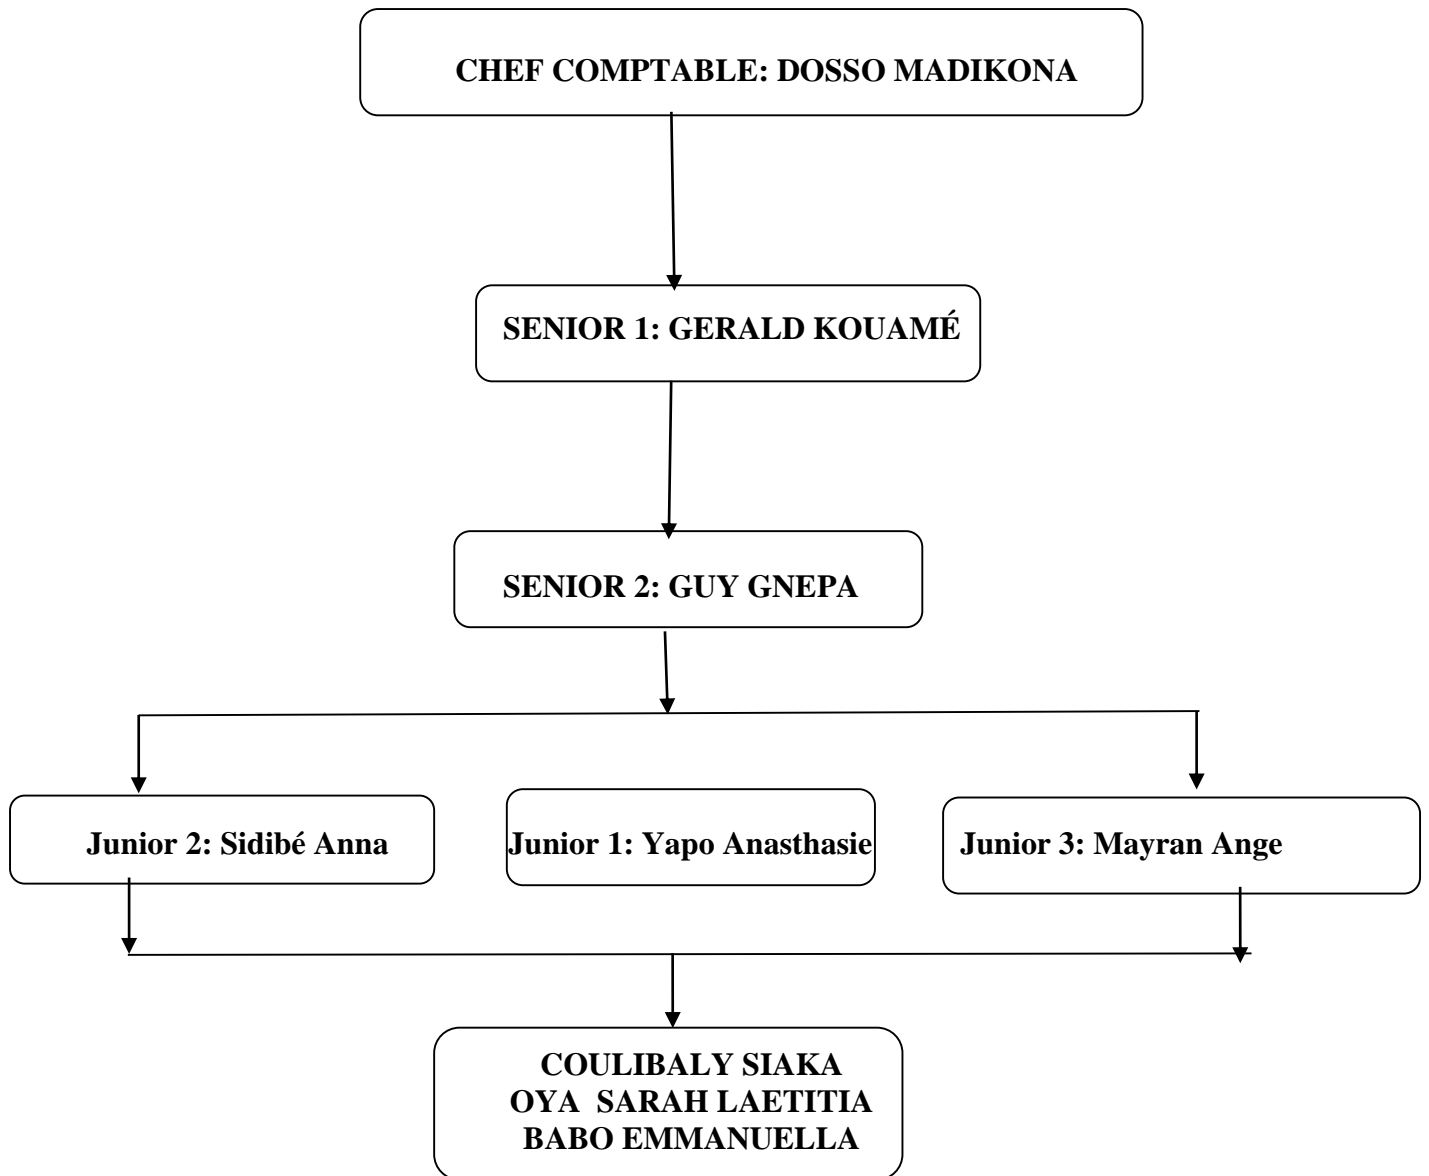 CHEF COMPTABLE: DOSSO MADIKONA
SENIOR 1: GERALD KOUAMÉ
SENIOR 2: GUY GNEPA
Junior 2: Sidibé Anna
Junior 1: Yapo Anasthasie
Junior 3: Mayran Ange
COULIBALY SIAKA
OYA SARAH LAETITIA
BABO EMMANUELLA